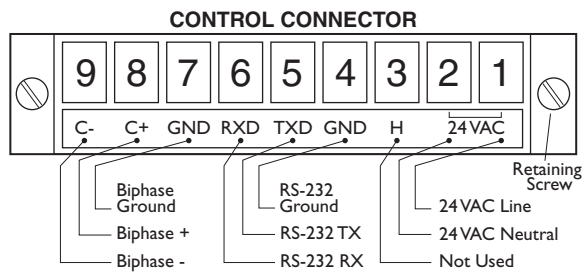 CONTROL CONNECTOR
9 8 7 6 5 4 3 2 1
C- C+ GND RXD TXD GND H 24 VAC
Retaining
Screw
Biphase
Ground
Biphase +
Biphase -
RS-232
Ground
RS-232 TX
RS-232 RX
24 VAC Line
24 VAC Neutral
Not Used